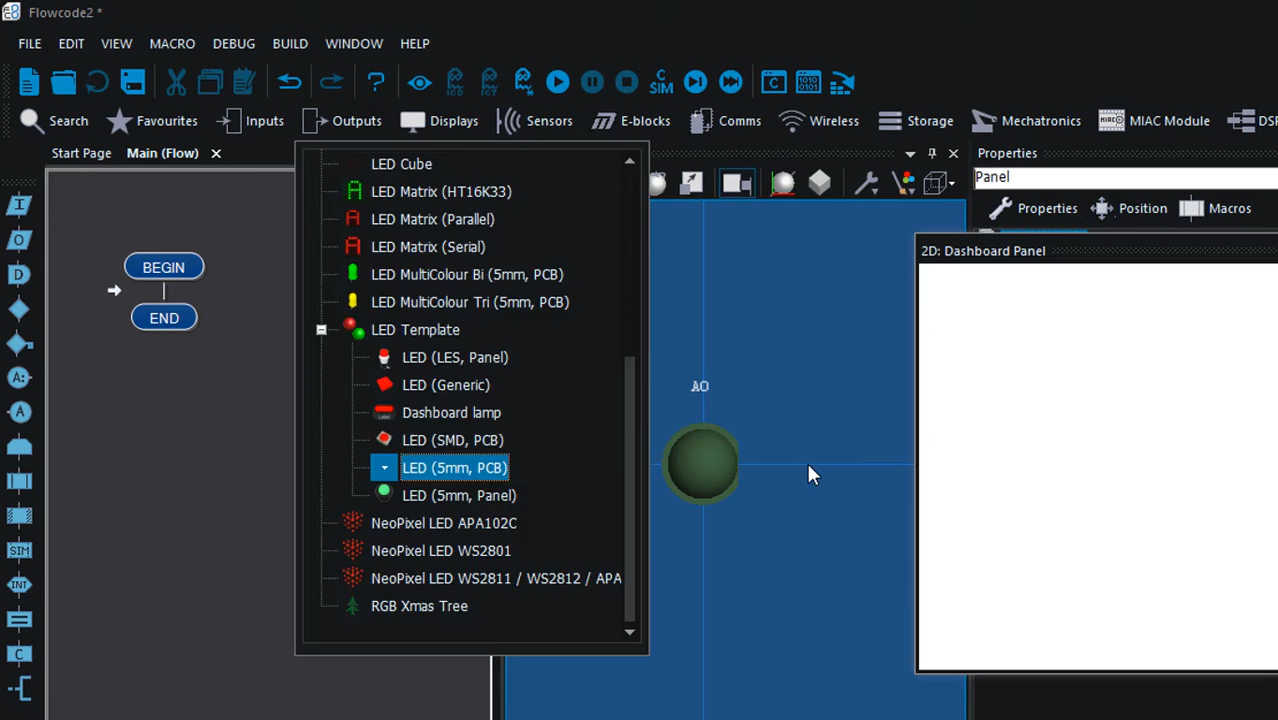 Flowcode2 *
FILE EDIT VIEW MACRO DEBUG BUILD WINDOW HELP
C SIM
Search Favourites Inputs Outputs Displays Sensors E-blocks Comms Wireless Storage Mechatronics MIAC Module DSP
Start Page Main (Flow)
Properties
Panel
Properties Position Macros
2D: Dashboard Panel
BEGIN
END
LED Cube
LED Matrix (HT16K33)
LED Matrix (Parallel)
LED Matrix (Serial)
LED MultiColour Bi (5mm, PCB)
LED MultiColour Tri (5mm, PCB)
LED Template
LED (LES, Panel)
LED (Generic)
Dashboard lamp
LED (SMD, PCB)
LED (5mm, PCB)
LED (5mm, Panel)
NeoPixel LED APA102C
NeoPixel LED WS2801
NeoPixel LED WS2811 / WS2812 / APA
RGB Xmas Tree
A0
I
O
D
A:
A
SIM
INT
C